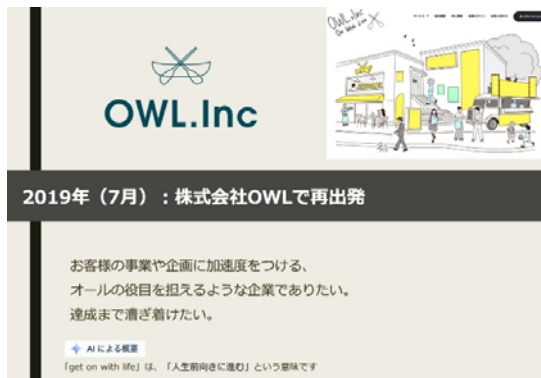 OWL.Inc
OWL.Inc
2019年（7月）：株式会社OWLで再出発
お客様の事業や企画に加速度をつける、
オールの役目を担えるような企業でありたい。
達成まで漕ぎ着けたい。
AI による概要
「get on with life」は、「人生前向きに進む」という意味です